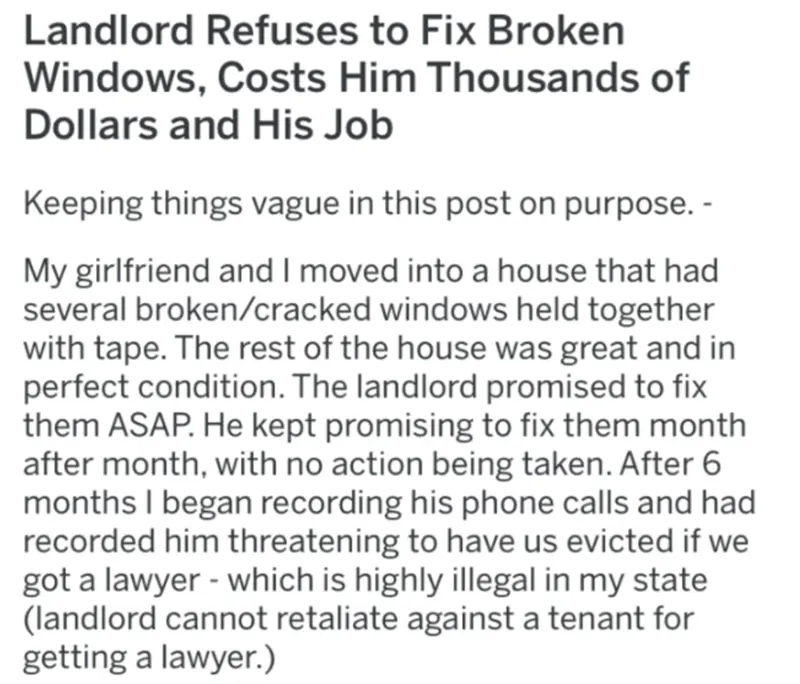 Landlord Refuses to Fix Broken
Windows, Costs Him Thousands of
Dollars and His Job
Keeping things vague in this post on purpose. -
My girlfriend and I moved into a house that had
several broken/cracked windows held together
with tape. The rest of the house was great and in
perfect condition. The landlord promised to fix
them ASAP. He kept promising to fix them month
after month, with no action being taken. After 6
months I began recording his phone calls and had
recorded him threatening to have us evicted if we
got a lawyer - which is highly illegal in my state
(landlord cannot retaliate against a tenant for
getting a lawyer.)